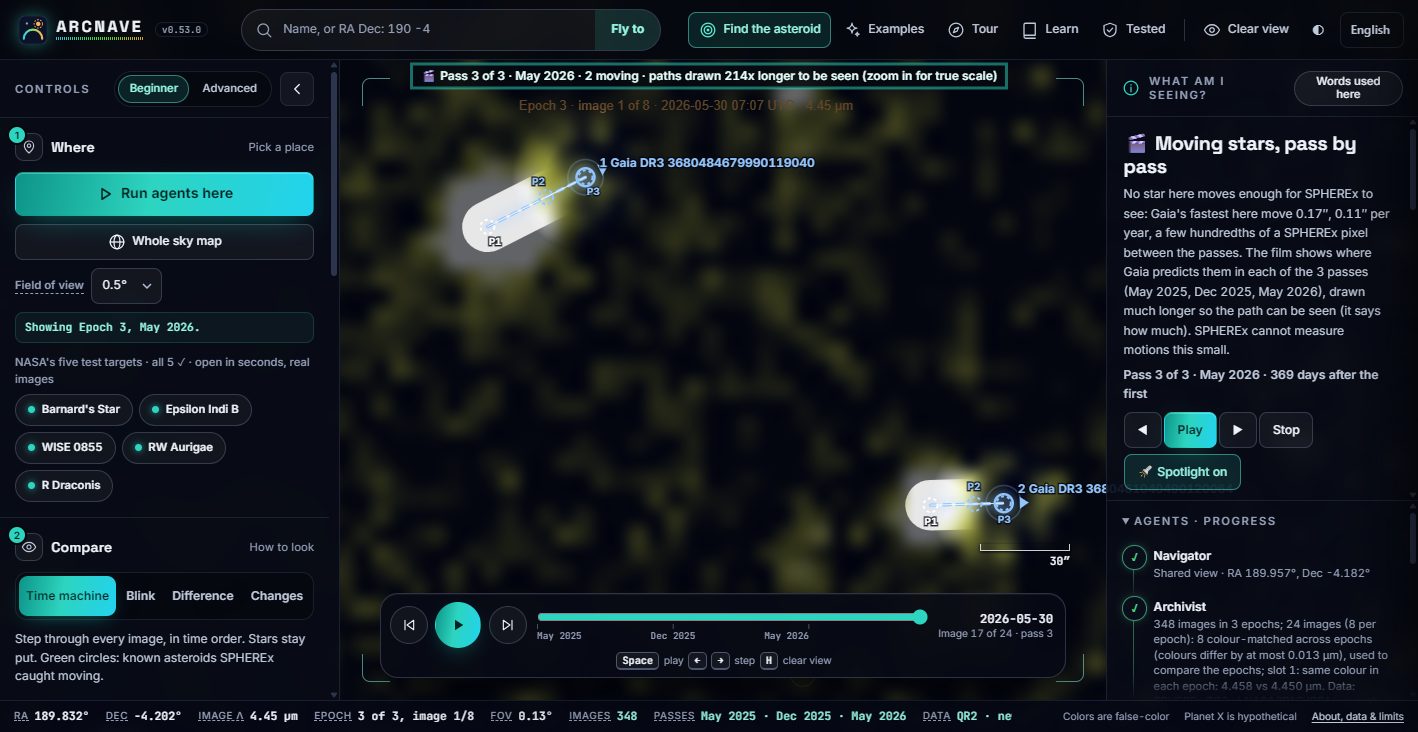 ARCNAVE
v0.53.0
Name, or RA Dec: 190 -4
Fly to
Find the asteroid
Examples
Tour
Learn
Tested
Clear view
English
CONTROLS
Beginner
Advanced
1
Where
Pick a place
Run agents here
Whole sky map
Field of view
0.5°
Showing Epoch 3, May 2026.
NASA's five test targets · all 5 ✓ · open in seconds, real
images
Barnard's Star
Epsilon Indi B
WISE 0855
RW Aurigae
R Draconis
2
Compare
How to look
Time machine
Blink
Difference
Changes
Step through every image, in time order. Stars stay
put. Green circles: known asteroids SPHEREx
caught moving.
Pass 3 of 3 · May 2026 · 2 moving · paths drawn 214x longer to be seen (zoom in for true scale)
Epoch 3 · image 1 of 8 · 2026-05-30 07:07 UTC · 4.45 µm
1 Gaia DR3 3680484679990119040
P2
P3
P1
2 Gaia DR3 368
P2
P1
P3
30″
May 2025
Dec 2025
May 2026
2026-05-30
Image 17 of 24 · pass 3
Space play ← → step H clear view
WHAT AM I
SEEING?
Words used
here
Moving stars, pass by
pass
No star here moves enough for SPHEREx to
see: Gaia's fastest here move 0.17″, 0.11″ per
year, a few hundredths of a SPHEREx pixel
between the passes. The film shows where
Gaia predicts them in each of the 3 passes
(May 2025, Dec 2025, May 2026), drawn
much longer so the path can be seen (it says
how much). SPHEREx cannot measure
motions this small.
Pass 3 of 3 · May 2026 · 369 days after the
first
Play
Stop
Spotlight on
AGENTS · PROGRESS
Navigator
Shared view · RA 189.957°, Dec -4.182°
Archivist
348 images in 3 epochs; 24 images (8 per
epoch): 8 colour-matched across epochs
(colours differ by at most 0.013 µm), used to
compare the epochs; slot 1: same colour in
each epoch: 4.458 vs 4.450 µm. Data:
RA 189.832° DEC -4.202° IMAGE Λ 4.45 µm EPOCH 3 of 3, image 1/8 FOV 0.13° IMAGES 348 PASSES May 2025 · Dec 2025 · May 2026 DATA QR2 · ne
Colors are false-color
Planet X is hypothetical
About, data & limits